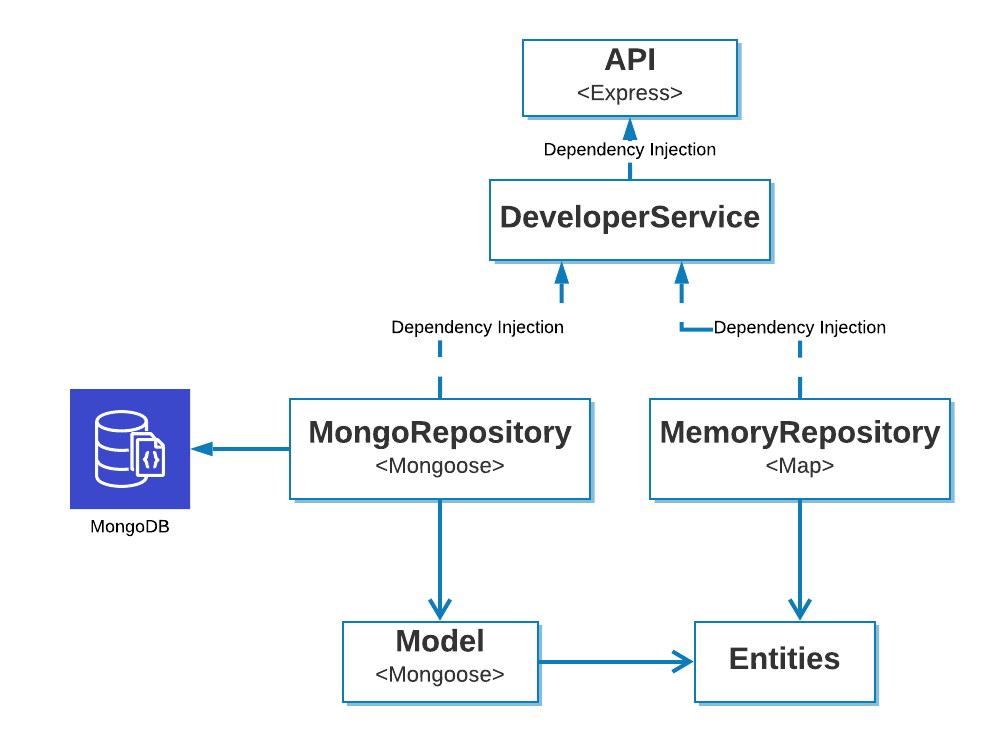 API
<Express>
Dependency Injection
DeveloperService
Dependency Injection
Dependency Injection
MongoRepository
<Mongoose>
MemoryRepository
<Map>
{}
MongoDB
Model
<Mongoose>
Entities